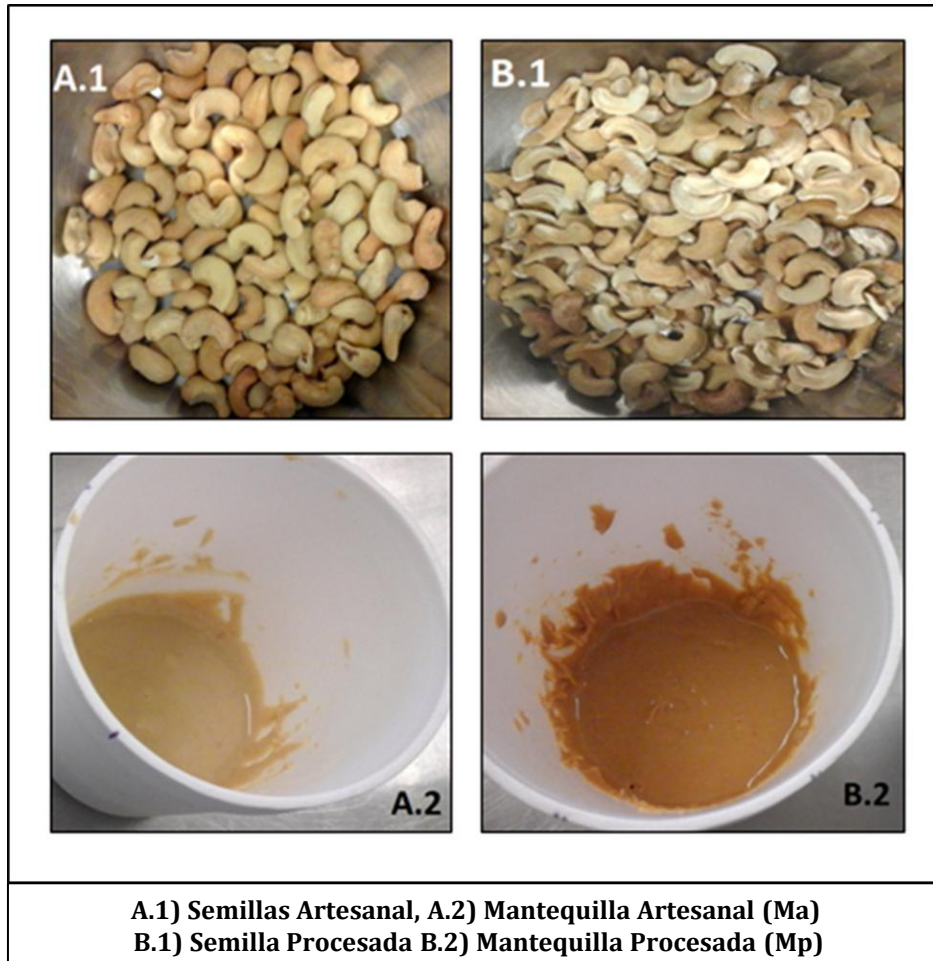 A.1
B.1
A.2
B.2
A.1) Semillas Artesanal, A.2) Mantequilla Artesanal (Ma)
B.1) Semilla Procesada B.2) Mantequilla Procesada (Mp)